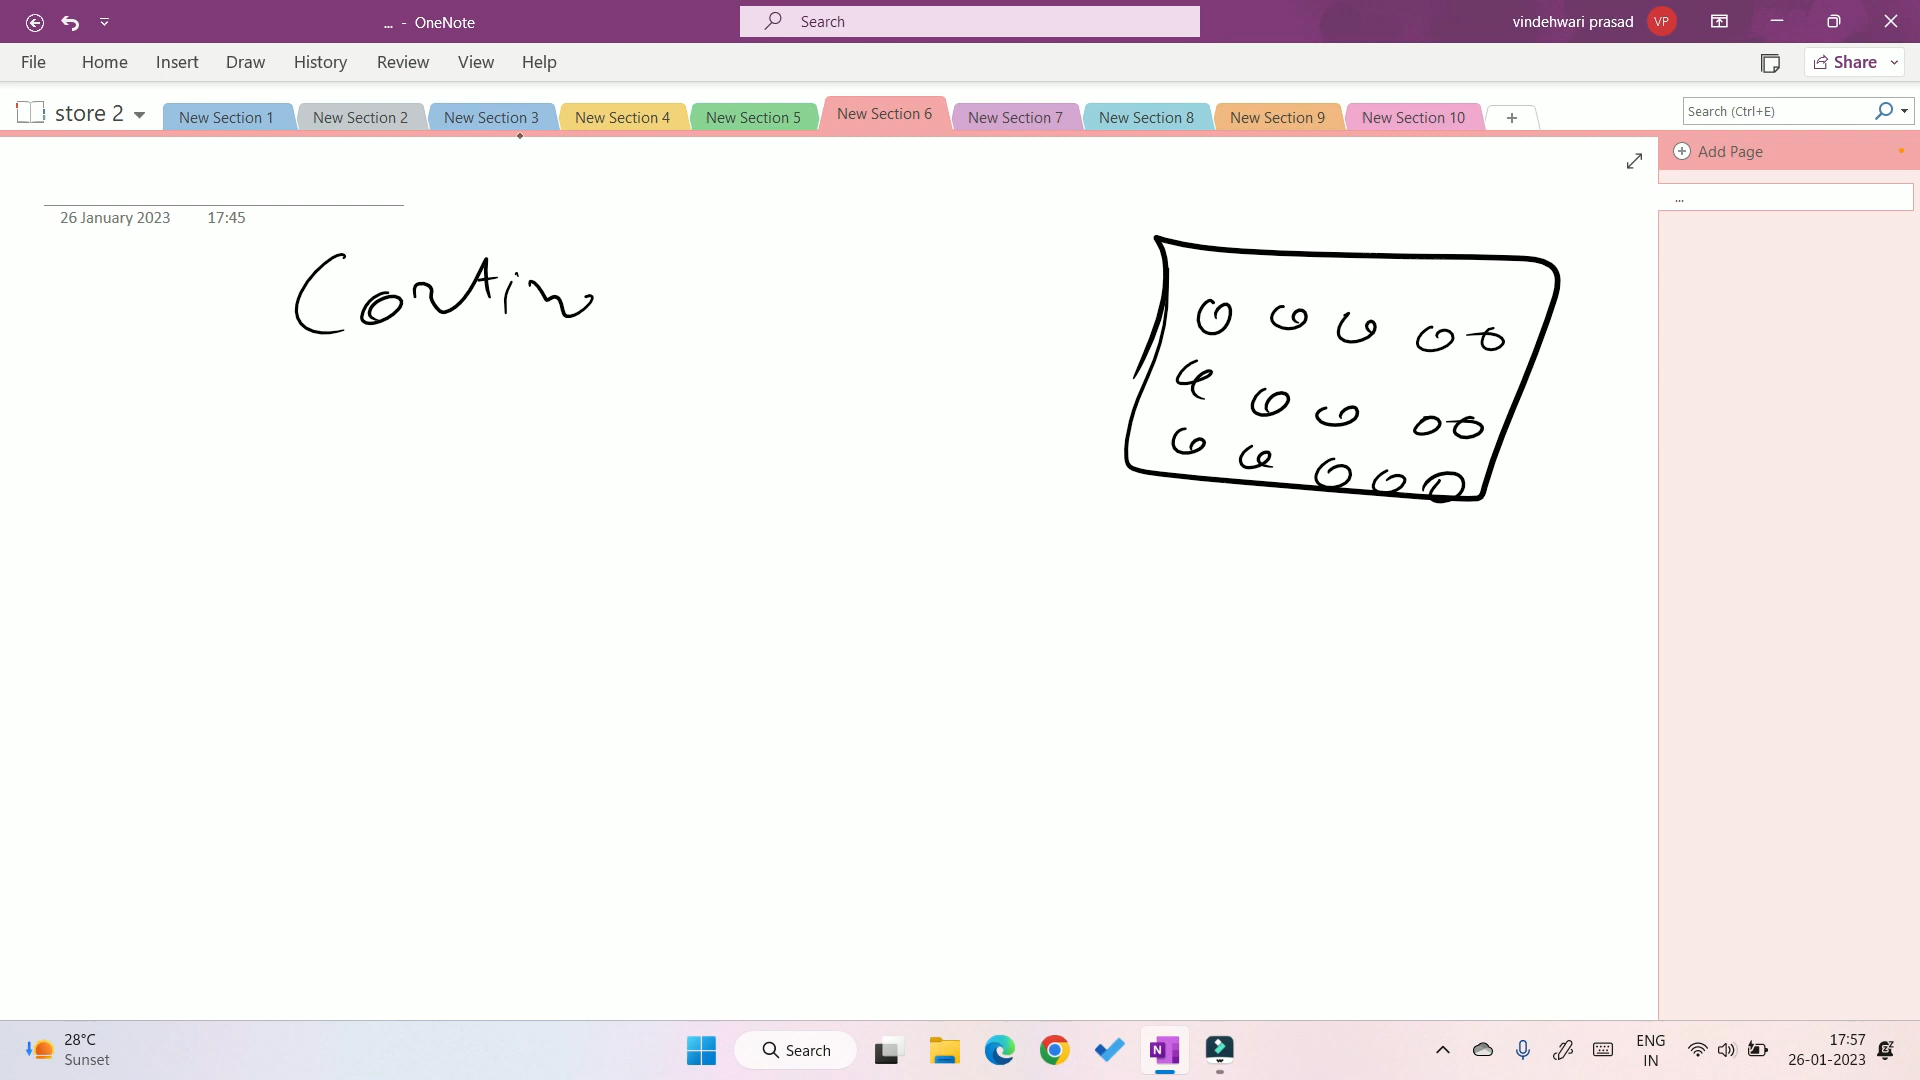 ... - OneNote
Search
vindehwari prasad
VP
File Home Insert Draw History Review View Help
Share
store 2
New Section 1 New Section 2 New Section 3 New Section 4 New Section 5 New Section 6 New Section 7 New Section 8 New Section 9 New Section 10 +
Search (Ctrl+E)
Add Page
...
26 January 2023 17:45
Contin
28°C
Sunset
Search
ENG
IN
17:57
26-01-2023